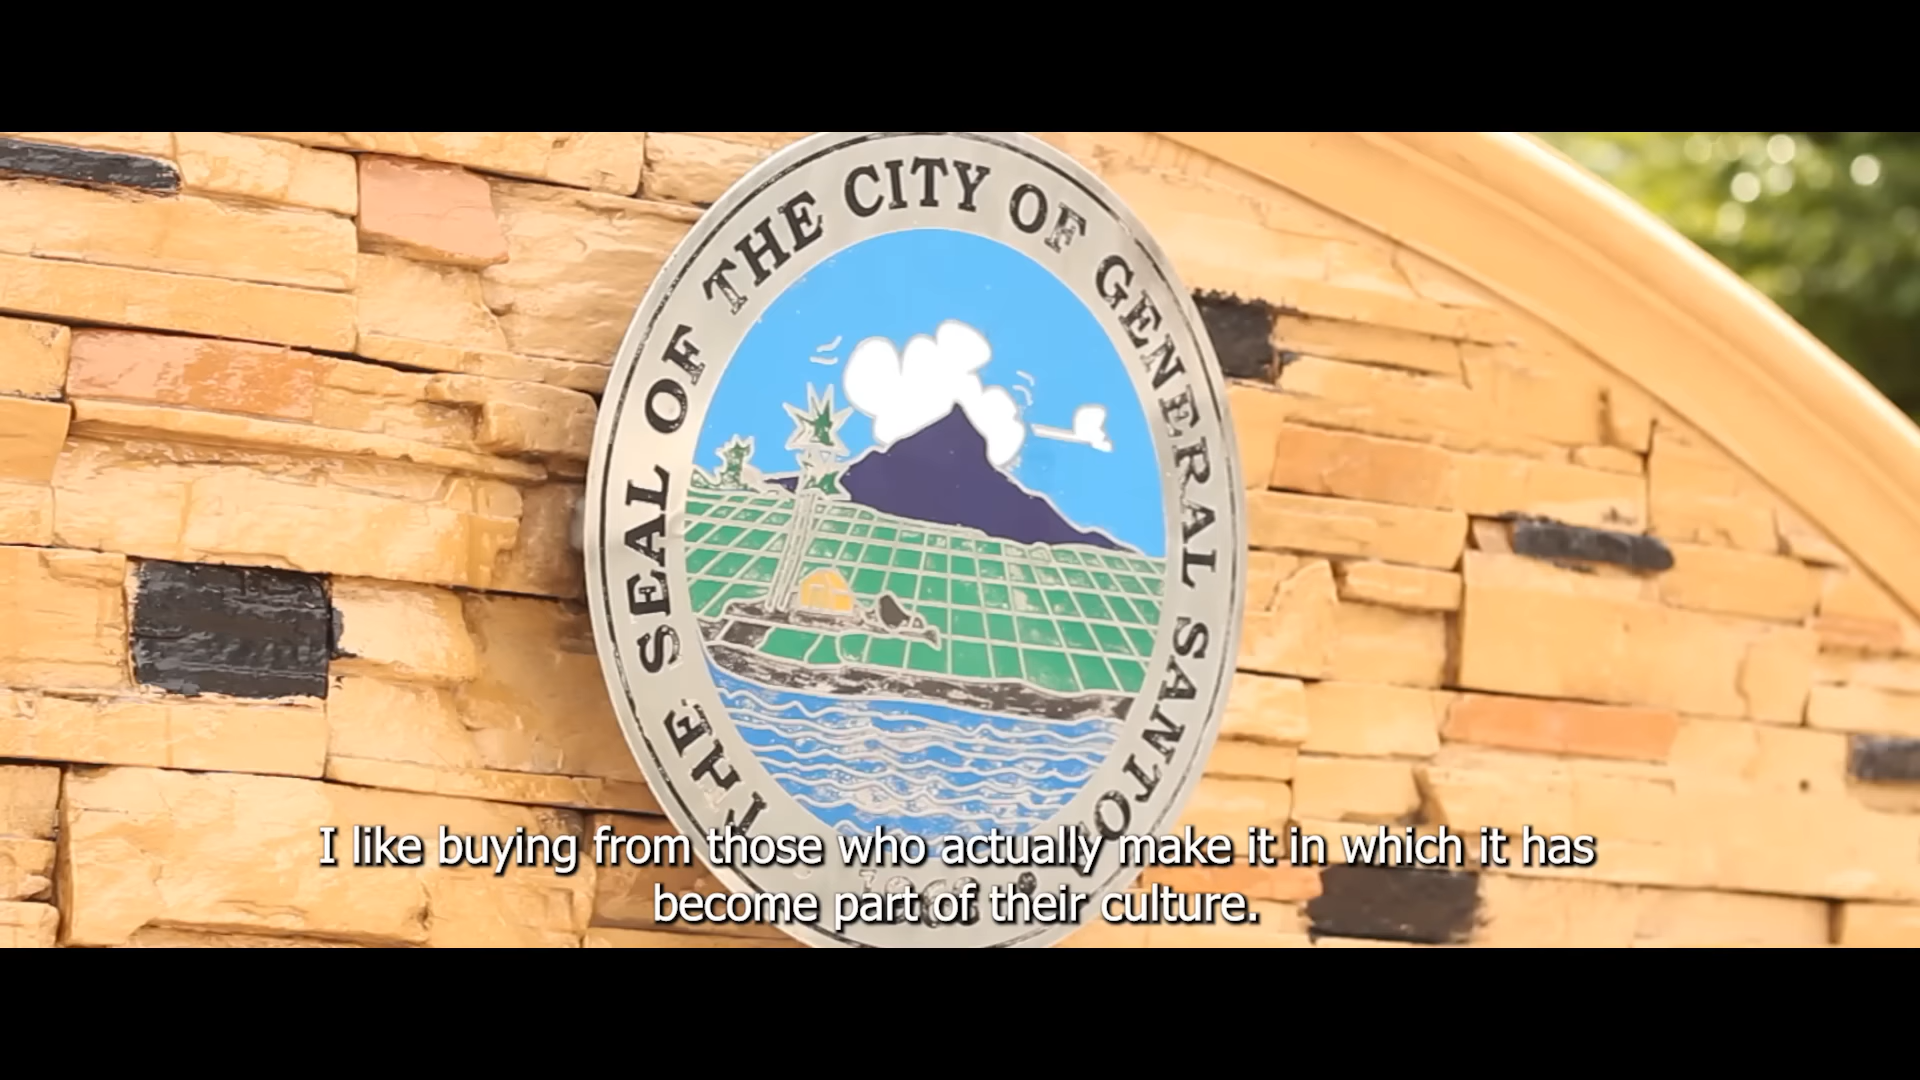 THE SEAL OF THE CITY OF GENERAL SANTOS
I like buying from those who actually make it in which it has
become part of their culture.